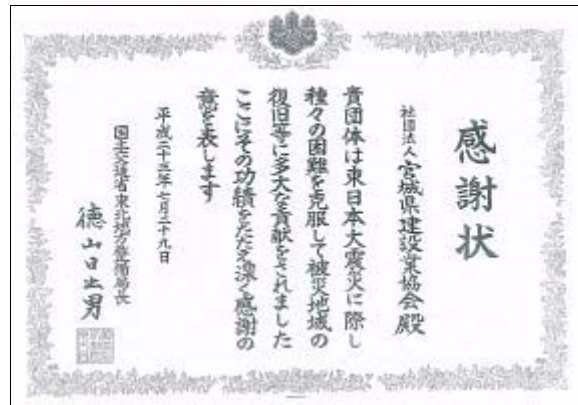 感謝状
社団法人 宮城県建設業協会 殿
貴団体は東日本大震災に際し
種々の困難を克服して被災地域の
復旧等に多大な貢献をされました
ここにその功績をたたえ深く感謝の
意を表します
平成二十三年七月二十九日
国土交通省東北地方整備局長
徳山日出男